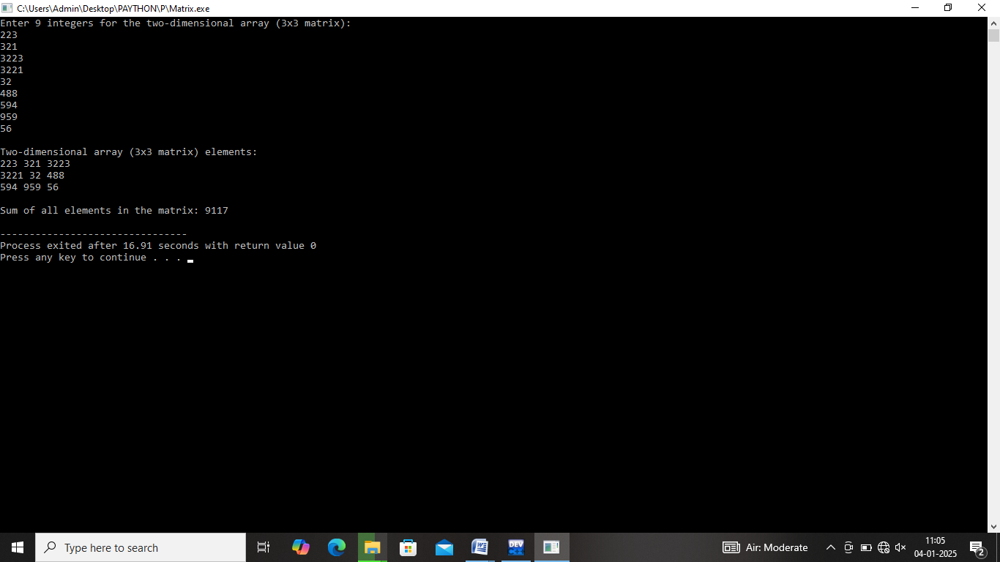 C:\Users\Admin\Desktop\PAYTHON\P\Matrix.exe
Enter 9 integers for the two-dimensional array (3x3 matrix):
223
321
3223
3221
32
488
594
959
56
Two-dimensional array (3x3 matrix) elements:
223 321 3223
3221 32 488
594 959 56
Sum of all elements in the matrix: 9117
--------------------------------
Process exited after 16.91 seconds with return value 0
Press any key to continue . . .
Type here to search
W
DEV
Air: Moderate
11:05
04-01-2025
2